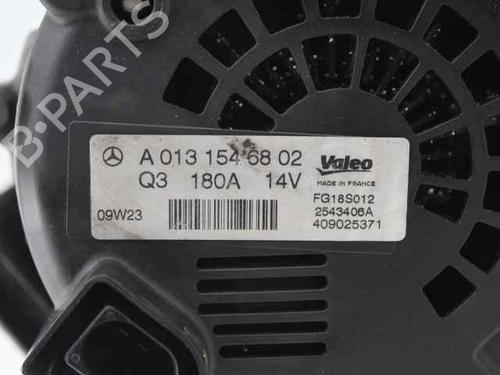 B-PARTS
A 013 154 68 02
Valeo
Q3 180A 14V
MADE IN FRANCE
FG18S012
09W23
2543406A
409025371